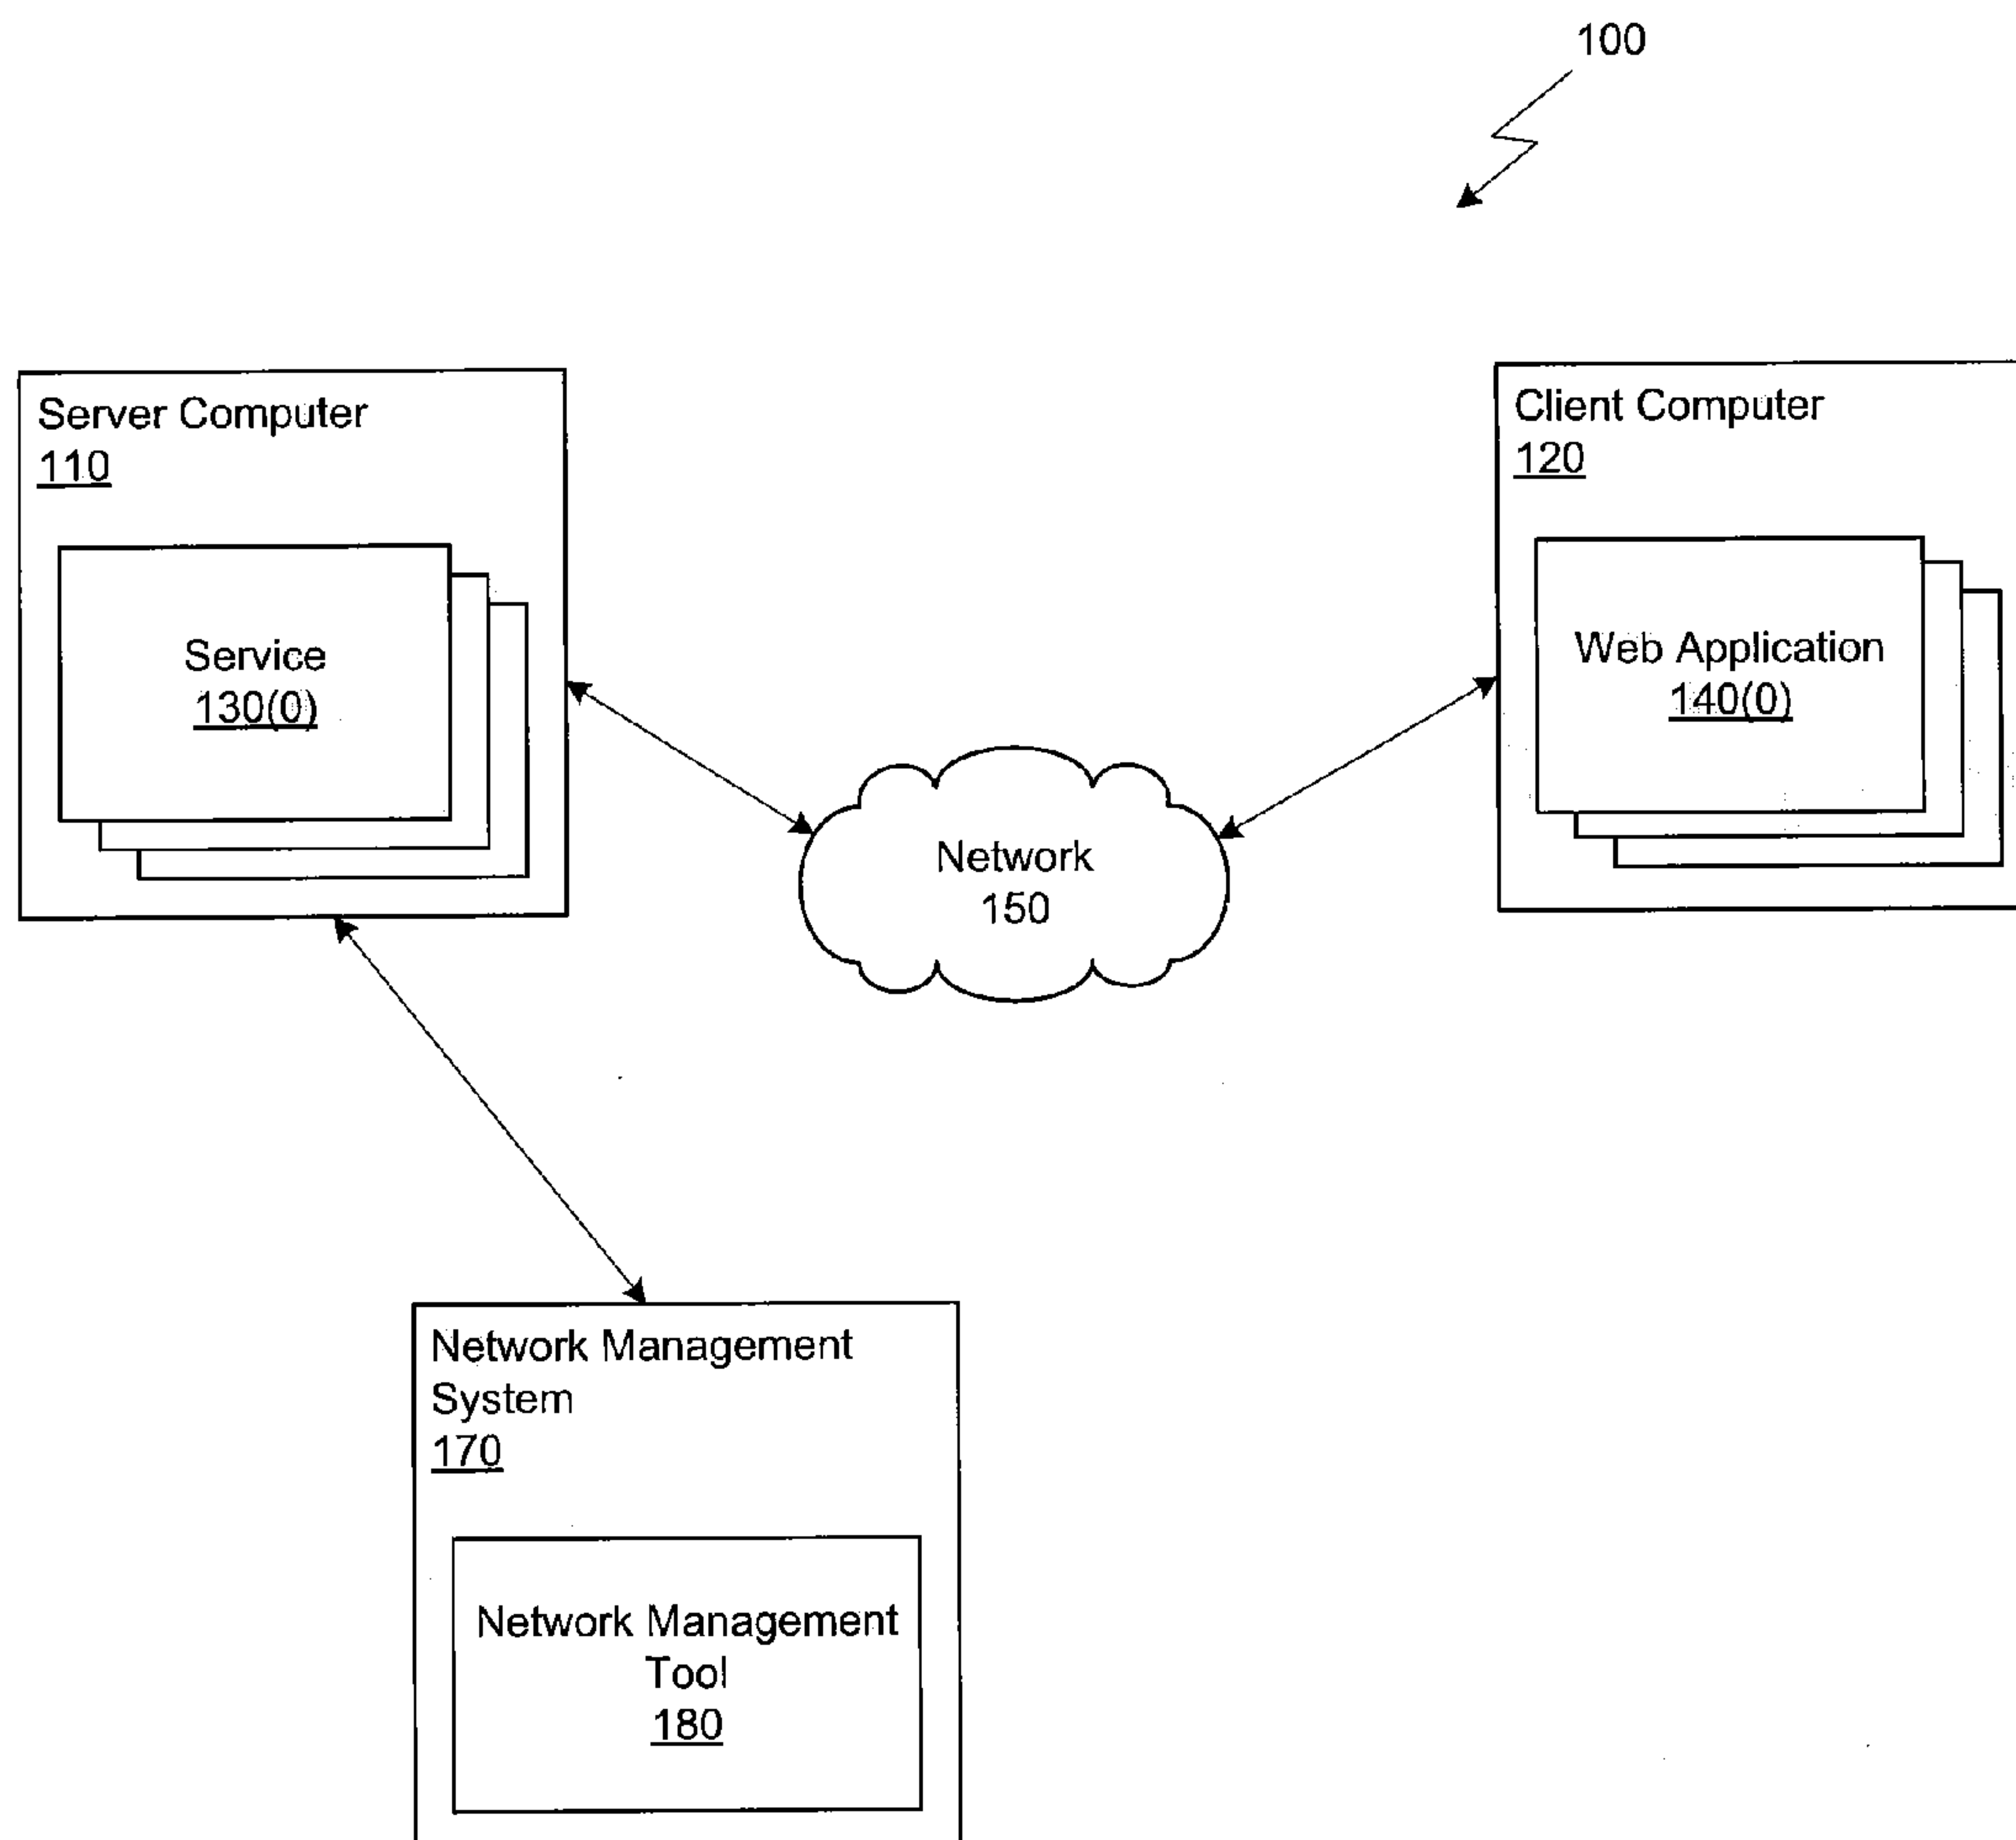 100
Server Computer
110
Service
130(0)
Client Computer
120
Web Application
140(0)
Network
150
Network Management
System
170
Network Management
Tool
180